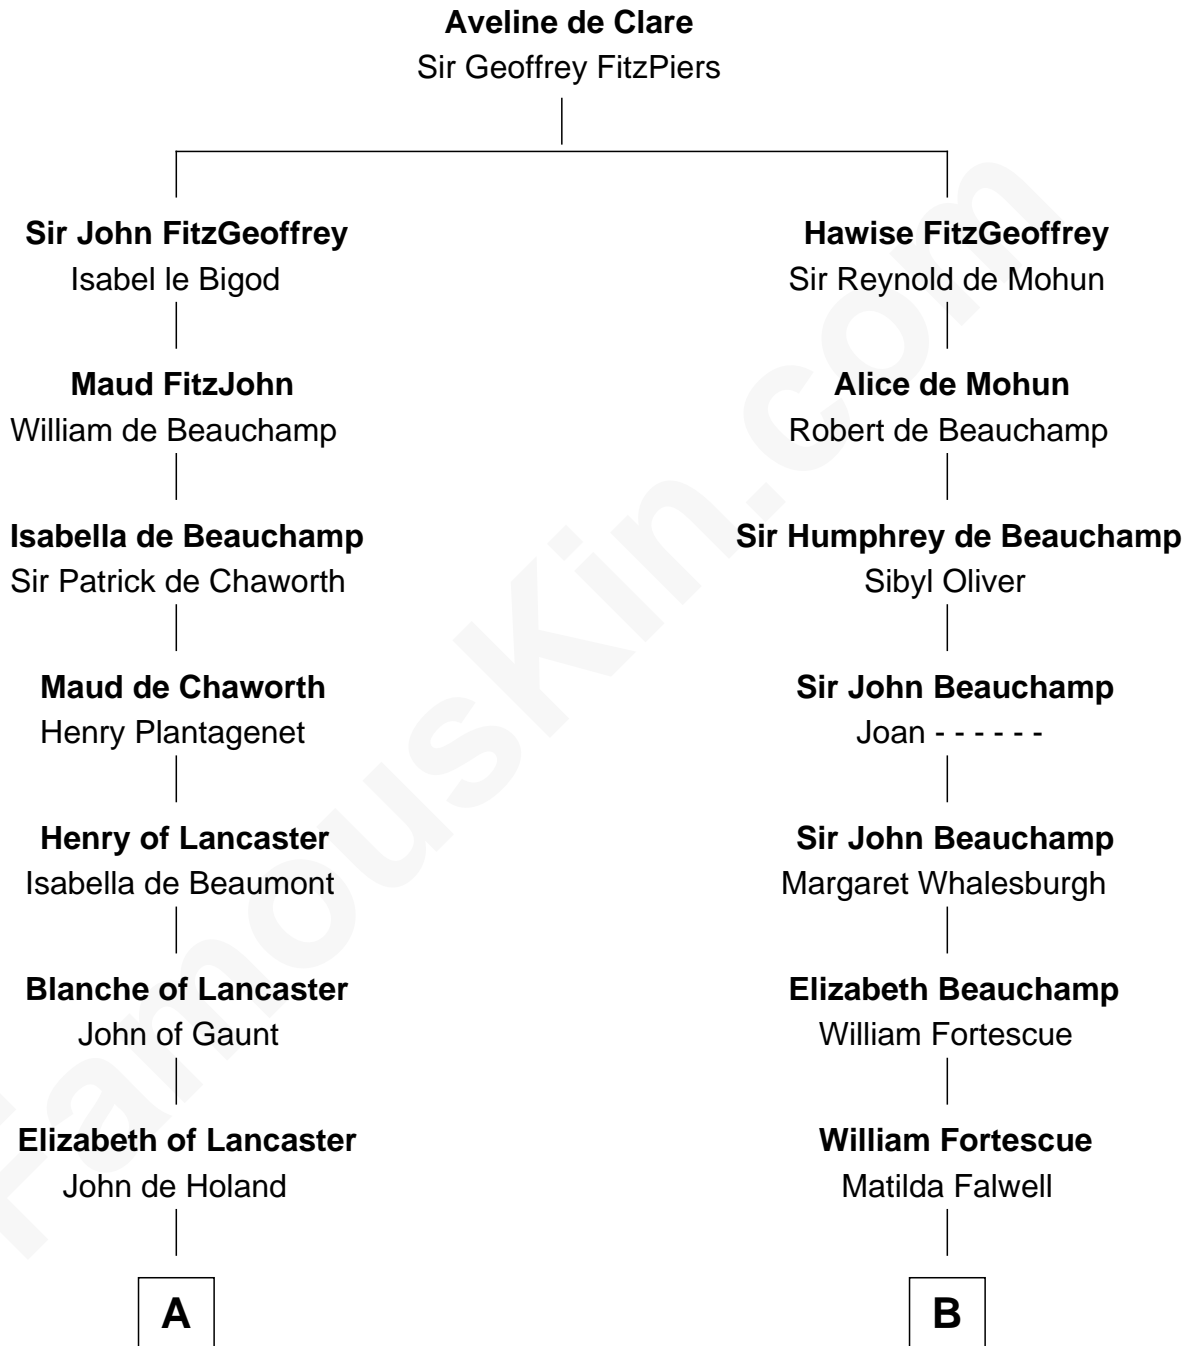 Aveline de Clare
Sir Geoffrey FitzPiers
Sir John FitzGeoffrey
Isabel le Bigod
Hawise FitzGeoffrey
Sir Reynold de Mohun
Maud FitzJohn
William de Beauchamp
Alice de Mohun
Robert de Beauchamp
Isabella de Beauchamp
Sir Patrick de Chaworth
Sir Humphrey de Beauchamp
Sibyl Oliver
Maud de Chaworth
Henry Plantagenet
Sir John Beauchamp
Joan - - - - - -
Henry of Lancaster
Isabella de Beaumont
Sir John Beauchamp
Margaret Whalesburgh
Blanche of Lancaster
John of Gaunt
Elizabeth Beauchamp
William Fortescue
Elizabeth of Lancaster
John de Holand
William Fortescue
Matilda Falwell
A
B
FamousKin.com